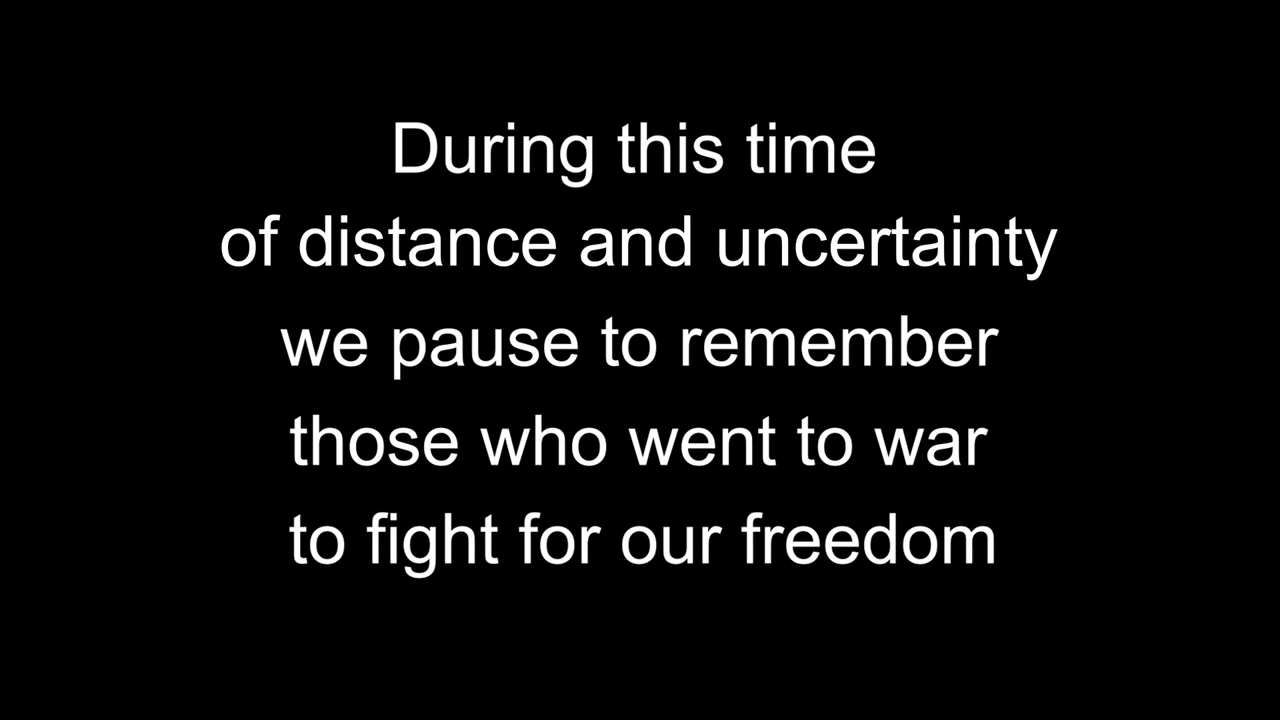 During this time
of distance and uncertainty
we pause to remember
those who went to war
to fight for our freedom